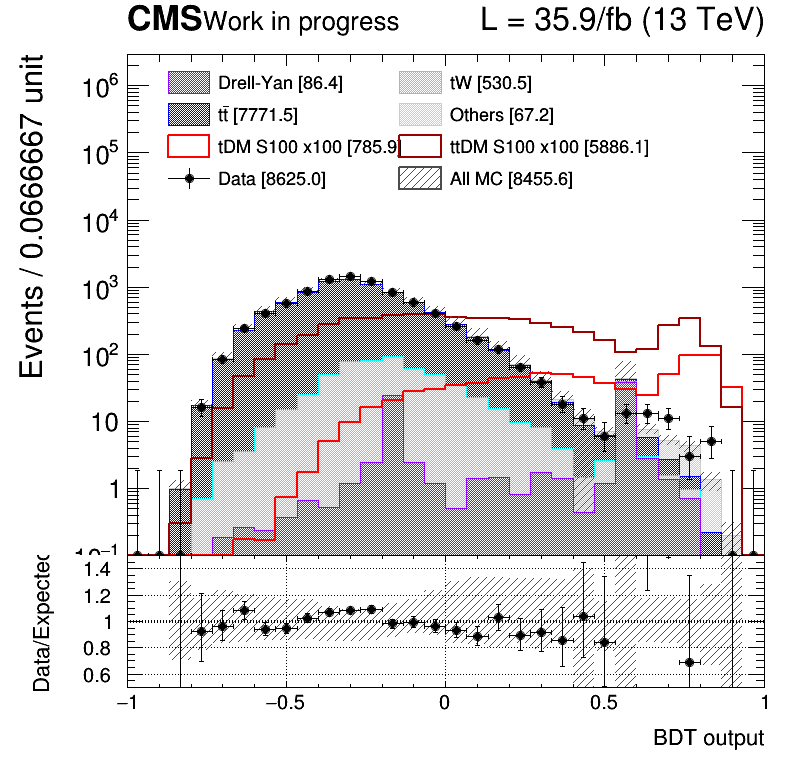 CMS Work in progress L = 35.9/fb (13 TeV)
Events / 0.0666667 unit
Drell-Yan [86.4] tW [530.5]
tt̄ [7771.5] Others [67.2]
tDM S100 x100 [785.9] ttDM S100 x100 [5886.1]
Data [8625.0] All MC [8455.6]
10⁶
10⁵
10⁴
10³
10²
10
1
10⁻¹
Data/Expected
1.4
1.2
1
0.8
0.6
−1 −0.5 0 0.5 1
BDT output